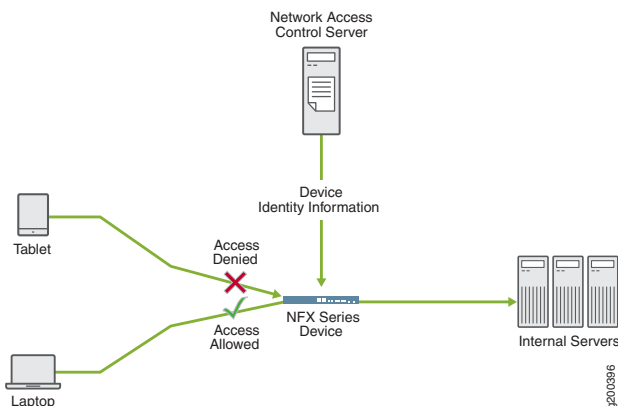 Network Access
Control Server
Device
Identity Information
Tablet
Access
Denied
NFX Series
Device
Access
Allowed
Internal Servers
Laptop
g200396